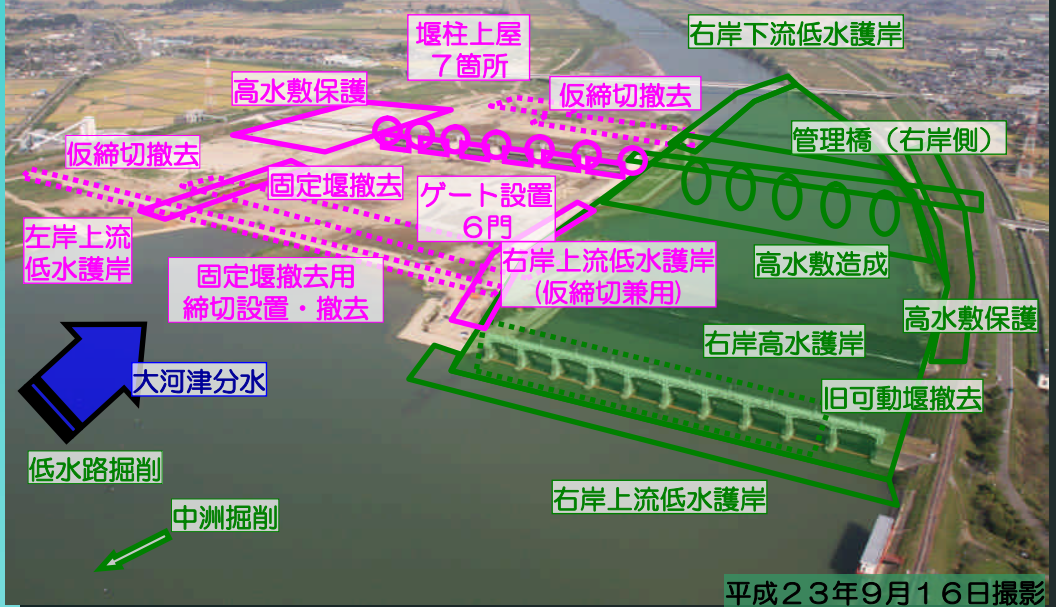 堰柱上屋
７箇所
右岸下流低水護岸
高水敷保護
仮締切撤去
管理橋（右岸側）
仮締切撤去
固定堰撤去
ゲート設置
６門
左岸上流
低水護岸
固定堰撤去用
締切設置・撤去
右岸上流低水護岸
(仮締切兼用)
高水敷造成
高水敷保護
右岸高水護岸
大河津分水
旧可動堰撤去
低水路掘削
右岸上流低水護岸
中洲掘削
平成２３年９月１６日撮影